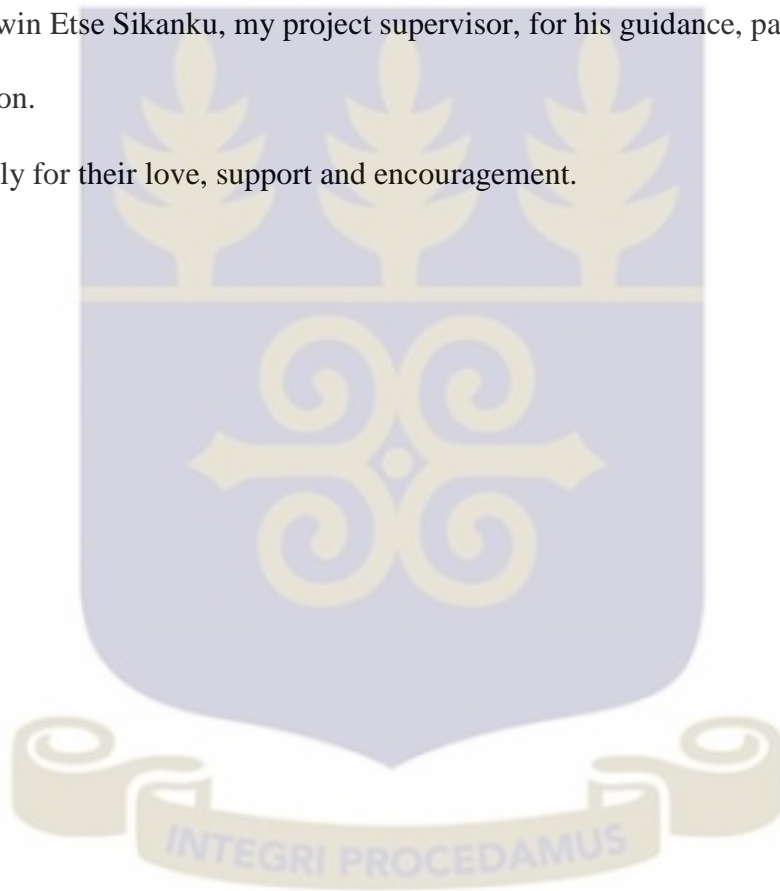 win Etse Sikanku, my project supervisor, for his guidance, pa
on.
ly for their love, support and encouragement.
INTEGRI PROCEDAMUS